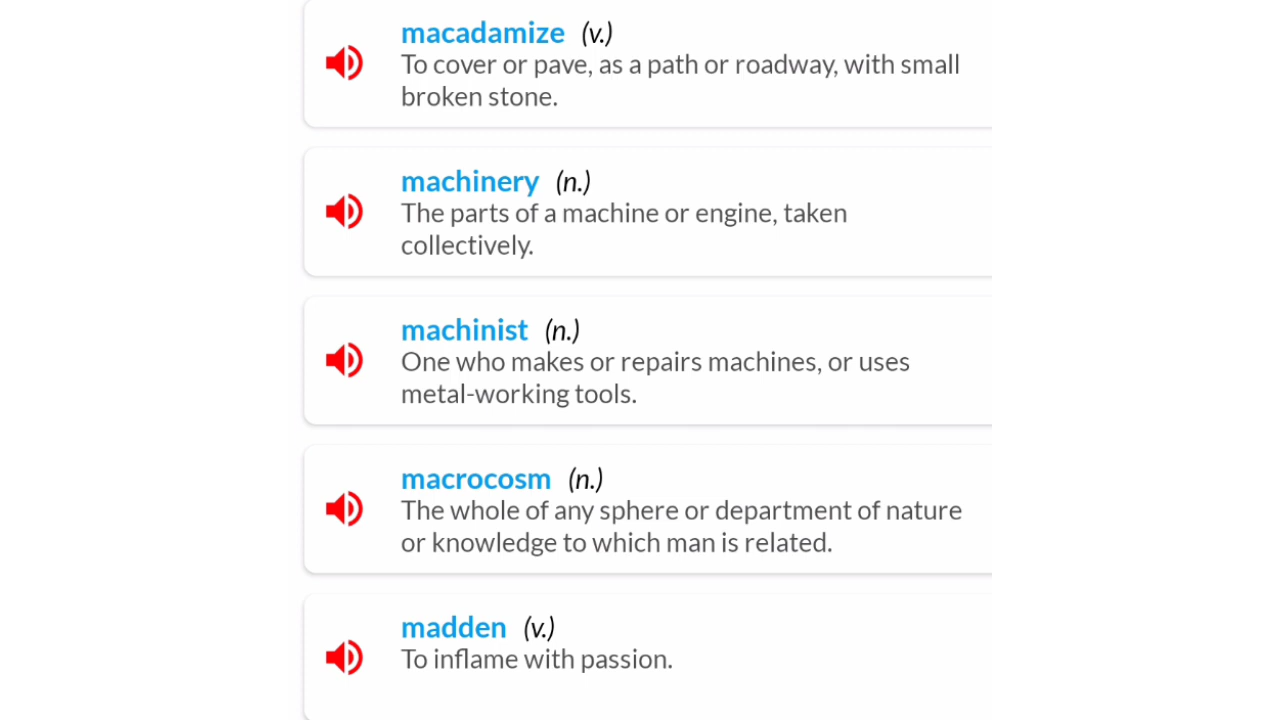 macadamize (v.)
To cover or pave, as a path or roadway, with small
broken stone.
machinery (n.)
The parts of a machine or engine, taken
collectively.
machinist (n.)
One who makes or repairs machines, or uses
metal-working tools.
macrocosm (n.)
The whole of any sphere or department of nature
or knowledge to which man is related.
madden (v.)
To inflame with passion.